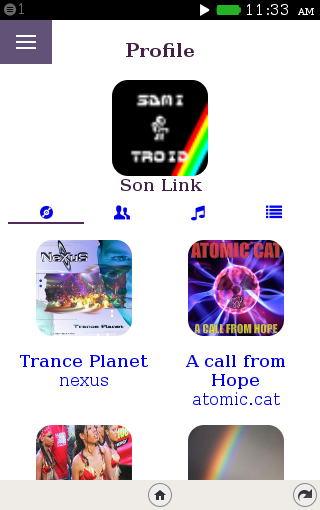 1
11:33 AM
Profile
SAMI
TROID
Son Link
NeXuS
Trance Planet
ATOMIC CAT
A CALL FROM HOPE
Trance Planet
nexus
A call from
Hope
atomic.cat